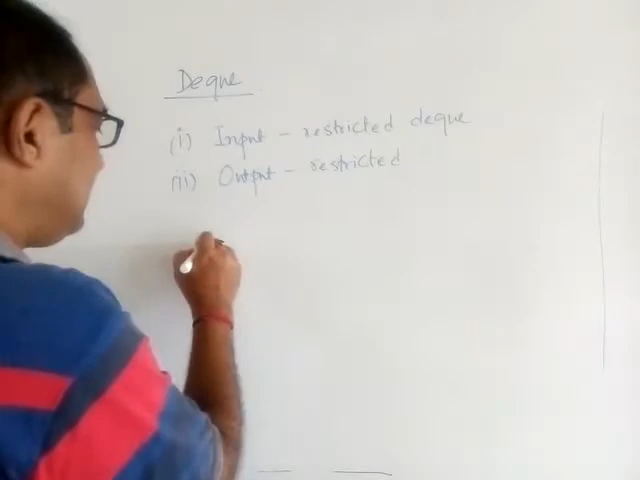 Deque
(i) Input - restricted deque
(ii) Output - restricted